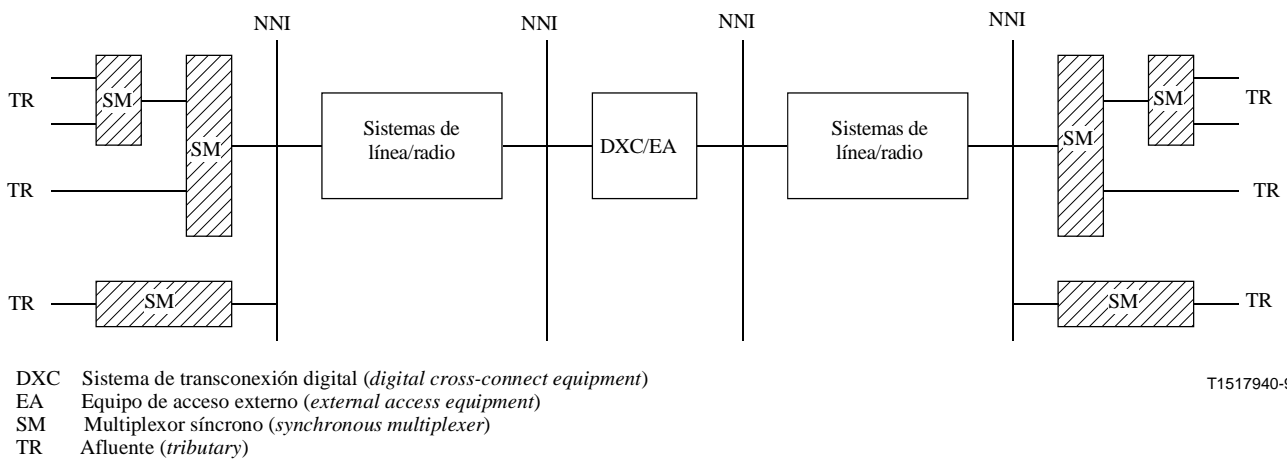 NNI NNI NNI NNI
TR SM SM Sistemas de línea/radio DXC/EA Sistemas de línea/radio SM SM TR
TR TR
TR SM SM TR
DXC Sistema de transconexión digital (digital cross-connect equipment)
EA Equipo de acceso externo (external access equipment)
SM Multiplexor síncrono (synchronous multiplexer)
TR Afluente (tributary)
T1517940-9